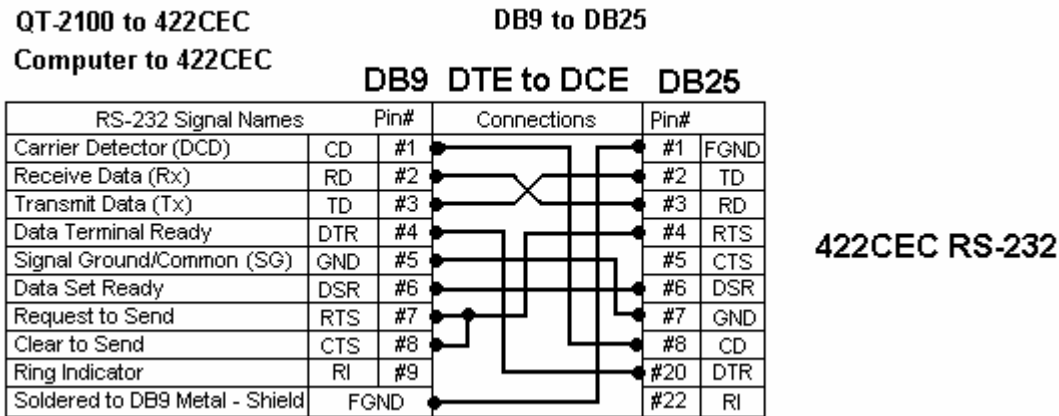 QT-2100 to 422CEC DB9 to DB25
Computer to 422CEC
DB9 DTE to DCE DB25
RS-232 Signal Names Pin# Connections Pin#
Carrier Detector (DCD) CD #1 #1 FGND
Receive Data (Rx) RD #2 #2 TD
Transmit Data (Tx) TD #3 #3 RD
Data Terminal Ready DTR #4 #4 RTS
Signal Ground/Common (SG) GND #5 #5 CTS
Data Set Ready DSR #6 #6 DSR
Request to Send RTS #7 #7 GND
Clear to Send CTS #8 #8 CD
Ring Indicator RI #9 #20 DTR
Soldered to DB9 Metal - Shield FGND #22 RI
422CEC RS-232